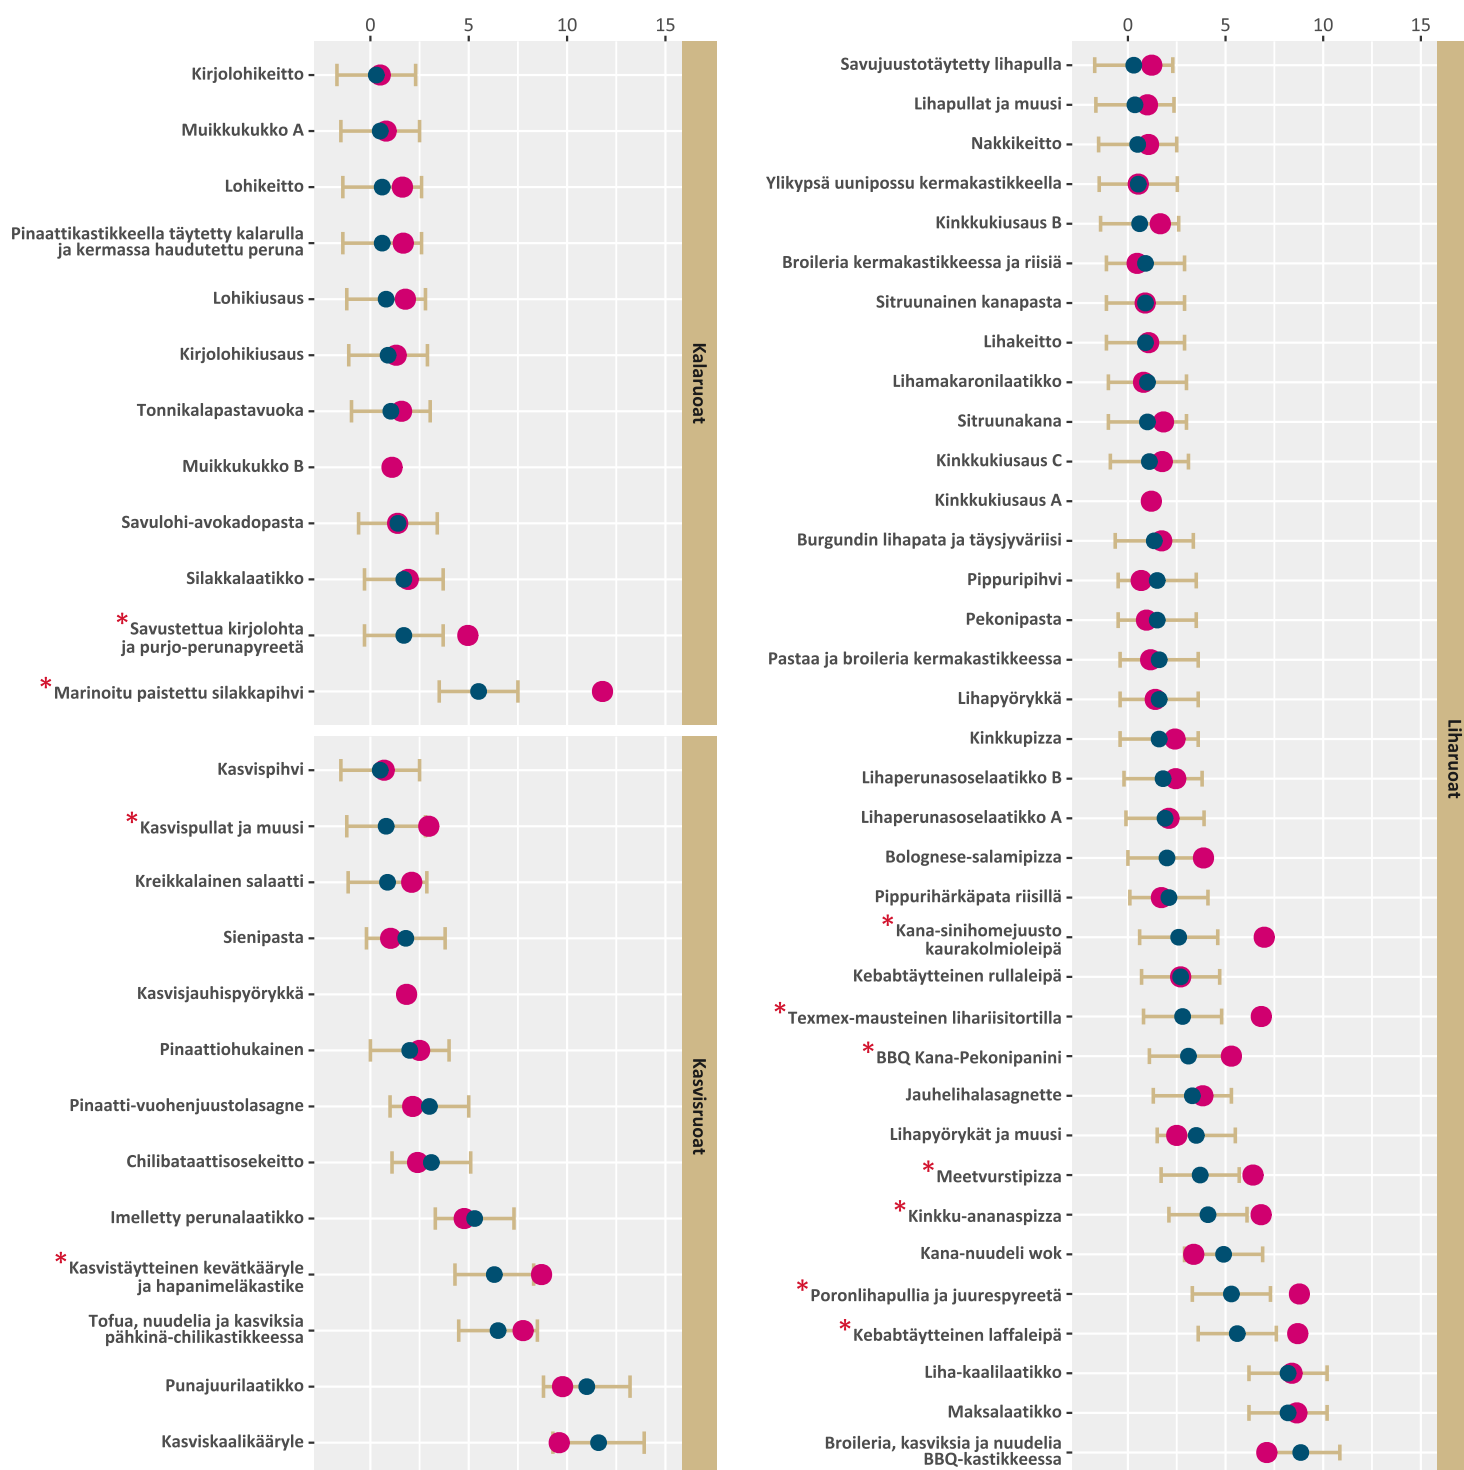 0 5 10 15
Kirjolohikeitto
Muikkukukko A
Lohikeitto
Pinaattikastikkeella täytetty kalarulla
ja kermassa haudutettu peruna
Lohikiusaus
Kirjolohikiusaus
Tonnikalapastavuoka
Muikkukukko B
Savulohi-avokadopasta
Silakkalaatikko
*Savustettua kirjolohta
ja purjo-perunapyreetä
*Marinoitu paistettu silakkapihvi
Kalaruoat
Kasvispihvi
*Kasvispullat ja muusi
Kreikkalainen salaatti
Sienipasta
Kasvisjauhispyörykkä
Pinaattiohukainen
Pinaatti-vuohenjuustolasagne
Chilibataattisosekeitto
Imelletty perunalaatikko
*Kasvistäytteinen kevätkääryle
ja hapanimeläkastike
Tofua, nuudelia ja kasviksia
pähkinä-chilikastikkeessa
Punajuurilaatikko
Kasviskaalikääryle
Kasvisruoat
0 5 10 15
Savujuustotäytetty lihapulla
Lihapullat ja muusi
Nakkikeitto
Ylikypsä uunipossu kermakastikkeella
Kinkkukiusaus B
Broileria kermakastikkeessa ja riisiä
Sitruunainen kanapasta
Lihakeitto
Lihamakaronilaatikko
Sitruunakana
Kinkkukiusaus C
Kinkkukiusaus A
Burgundin lihapata ja täysjyväriisi
Pippuripihvi
Pekonipasta
Pastaa ja broileria kermakastikkeessa
Lihapyörykkä
Kinkkupizza
Lihaperunasoselaatikko B
Lihaperunasoselaatikko A
Bolognese-salamipizza
Pippurihärkäpata riisillä
*Kana-sinihomejuusto
kaurakolmioleipä
Kebabtäytteinen rullaleipä
*Texmex-mausteinen lihariisitortilla
*BBQ Kana-Pekonipanini
Jauhelihalasagnette
Lihapyörykät ja muusi
*Meetvurstipizza
*Kinkku-ananaspizza
Kana-nuudeli wok
*Poronlihapullia ja juurespyreetä
*Kebabtäytteinen laffaleipä
Liha-kaalilaatikko
Maksalaatikko
Broileria, kasviksia ja nuudelia
BBQ-kastikkeessa
Liharuoat